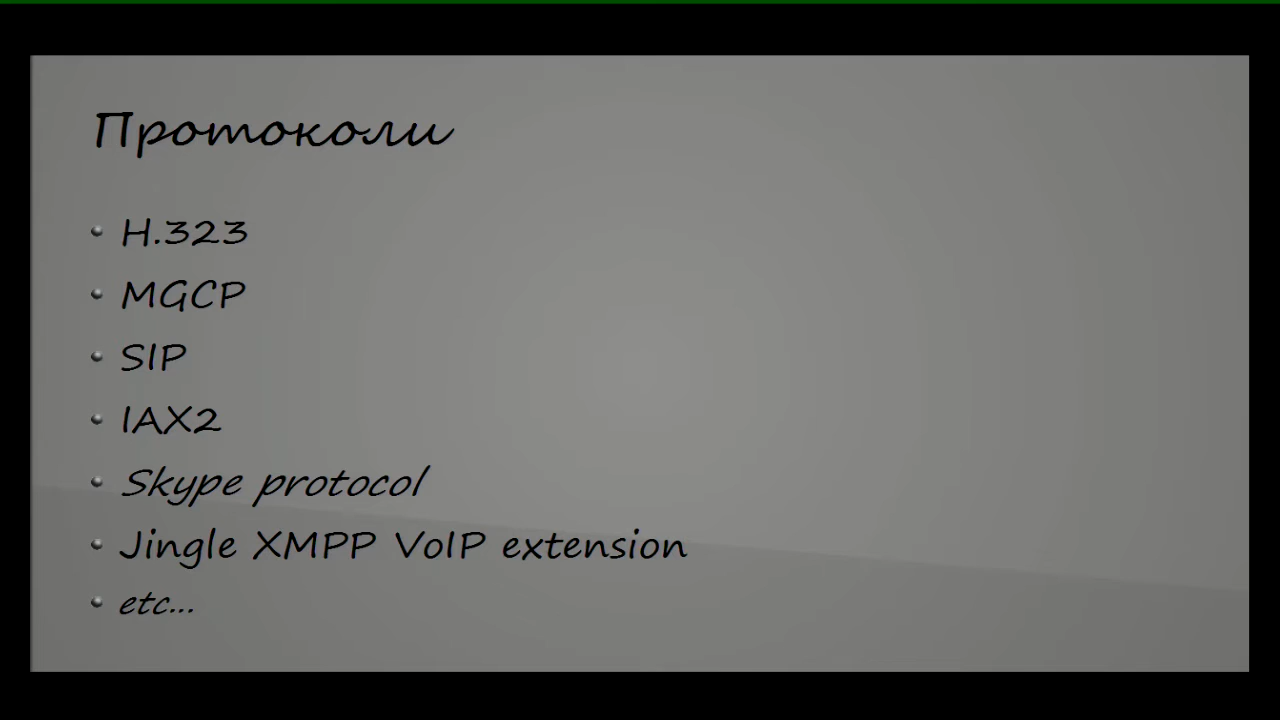 Протоколи
H.323
MGCP
SIP
IAX2
Skype protocol
Jingle XMPP VoIP extension
etc...